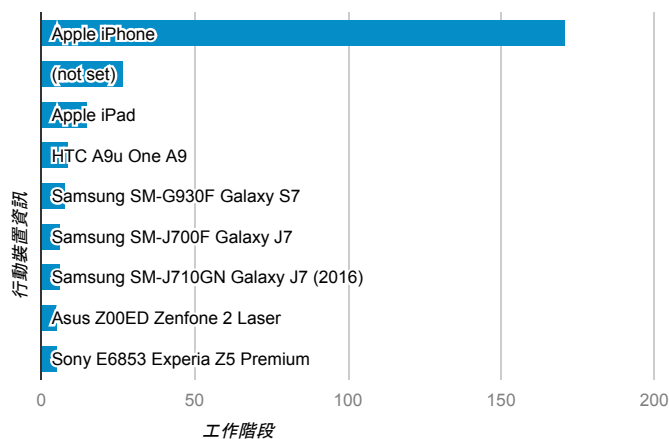 Apple iPhone
(not set)
Apple iPad
HTC A9u One A9
Samsung SM-G930F Galaxy S7
Samsung SM-J700F Galaxy J7
Samsung SM-J710GN Galaxy J7 (2016)
Asus Z00ED Zenfone 2 Laser
Sony E6853 Experia Z5 Premium
行動裝置資訊
0 50 100 150 200
工作階段